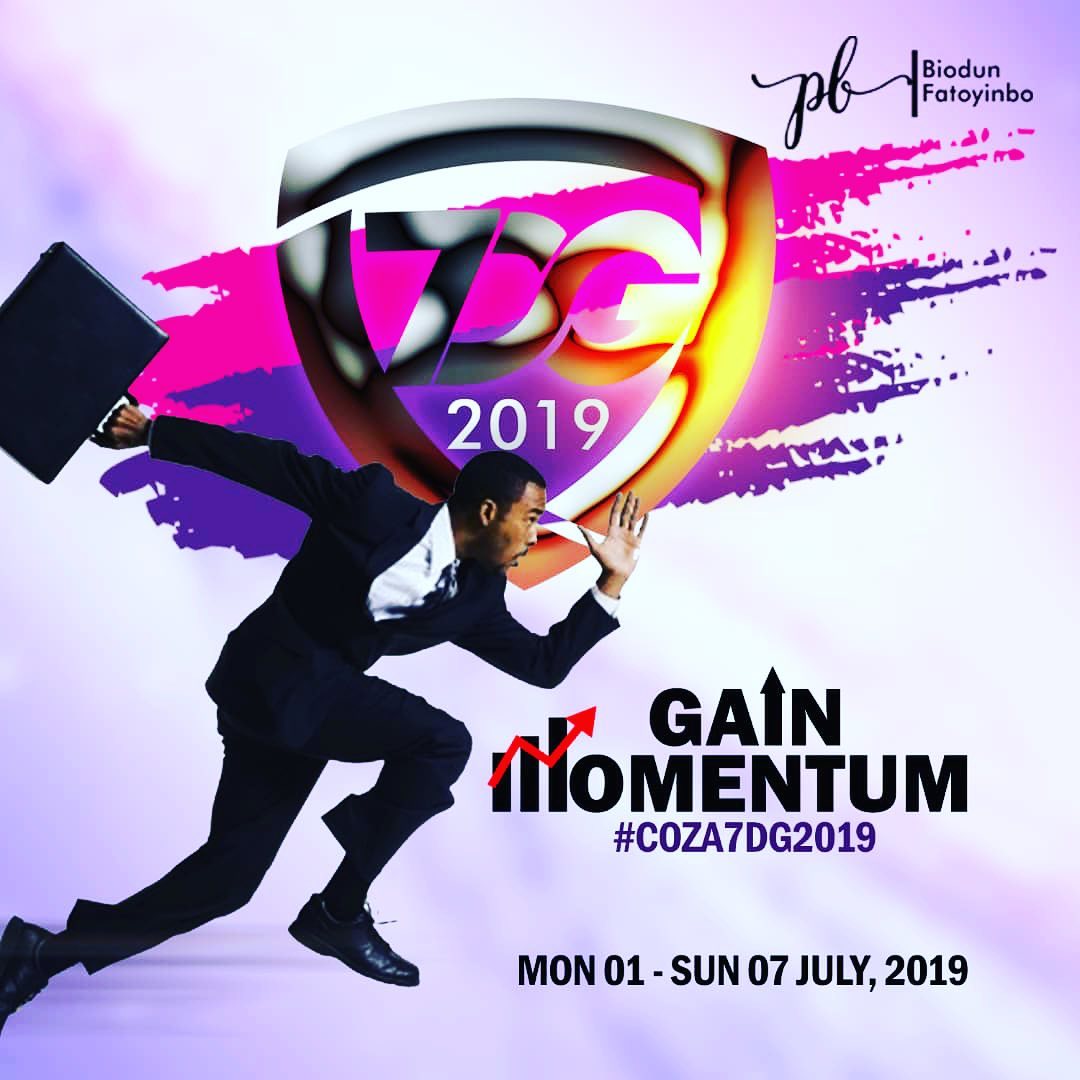 pb
Biodun
Fatoyinbo
7DG
2019
GAIN
MOMENTUM
#COZA7DG2019
MON 01 - SUN 07 JULY, 2019